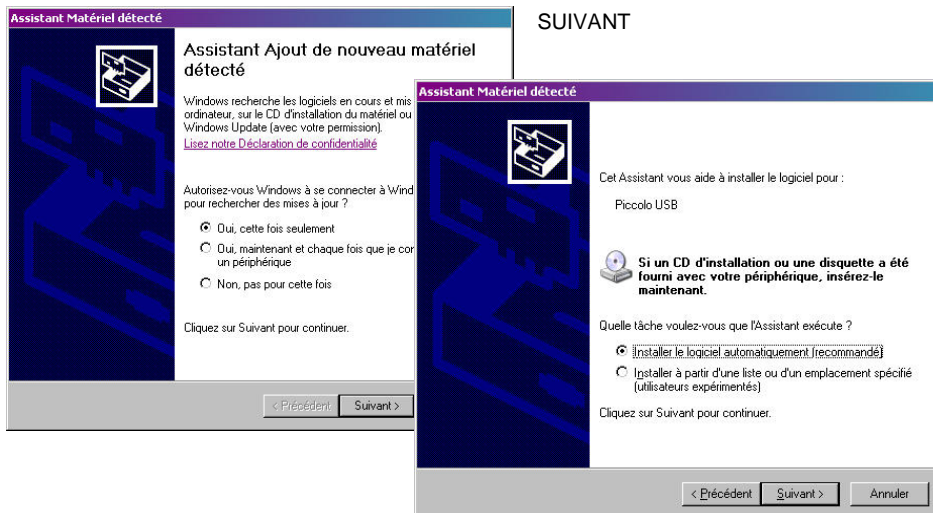 Assistant Matériel détecté
Assistant Ajout de nouveau matériel
détecté
Windows recherche les logiciels en cours et mis
ordinateur, sur le CD d'installation du matériel ou
Windows Update (avec votre permission).
Lisez notre Déclaration de confidentialité
Autorisez-vous Windows à se connecter à Wind
pour rechercher des mises à jour ?
Oui, cette fois seulement
Oui, maintenant et chaque fois que je con
un périphérique
Non, pas pour cette fois
Cliquez sur Suivant pour continuer.
< Précédent
Suivant >
SUIVANT
Assistant Matériel détecté
Cet Assistant vous aide à installer le logiciel pour :
Piccolo USB
Si un CD d'installation ou une disquette a été
fourni avec votre périphérique, insérez-le
maintenant.
Quelle tâche voulez-vous que l'Assistant exécute ?
Installer le logiciel automatiquement (recommandé)
Installer à partir d'une liste ou d'un emplacement spécifié
(utilisateurs expérimentés)
Cliquez sur Suivant pour continuer.
< Précédent
Suivant >
Annuler